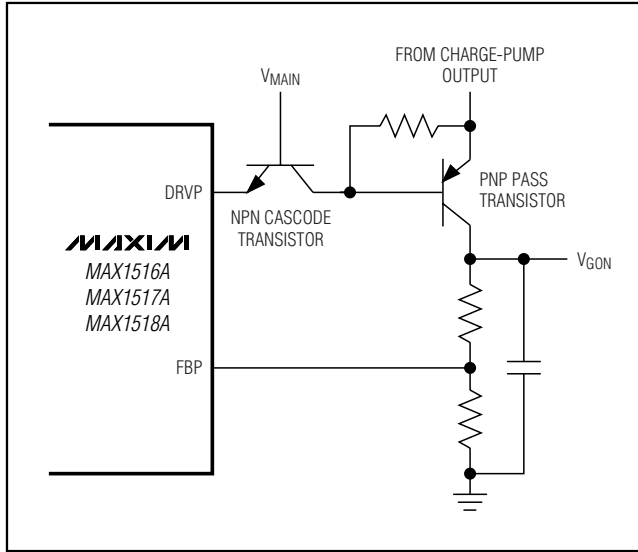 FROM CHARGE-PUMP
OUTPUT
VMAIN
DRVP
NPN CASCODE
TRANSISTOR
PNP PASS
TRANSISTOR
MAXIM
MAX1516A
MAX1517A
MAX1518A
VGON
FBP